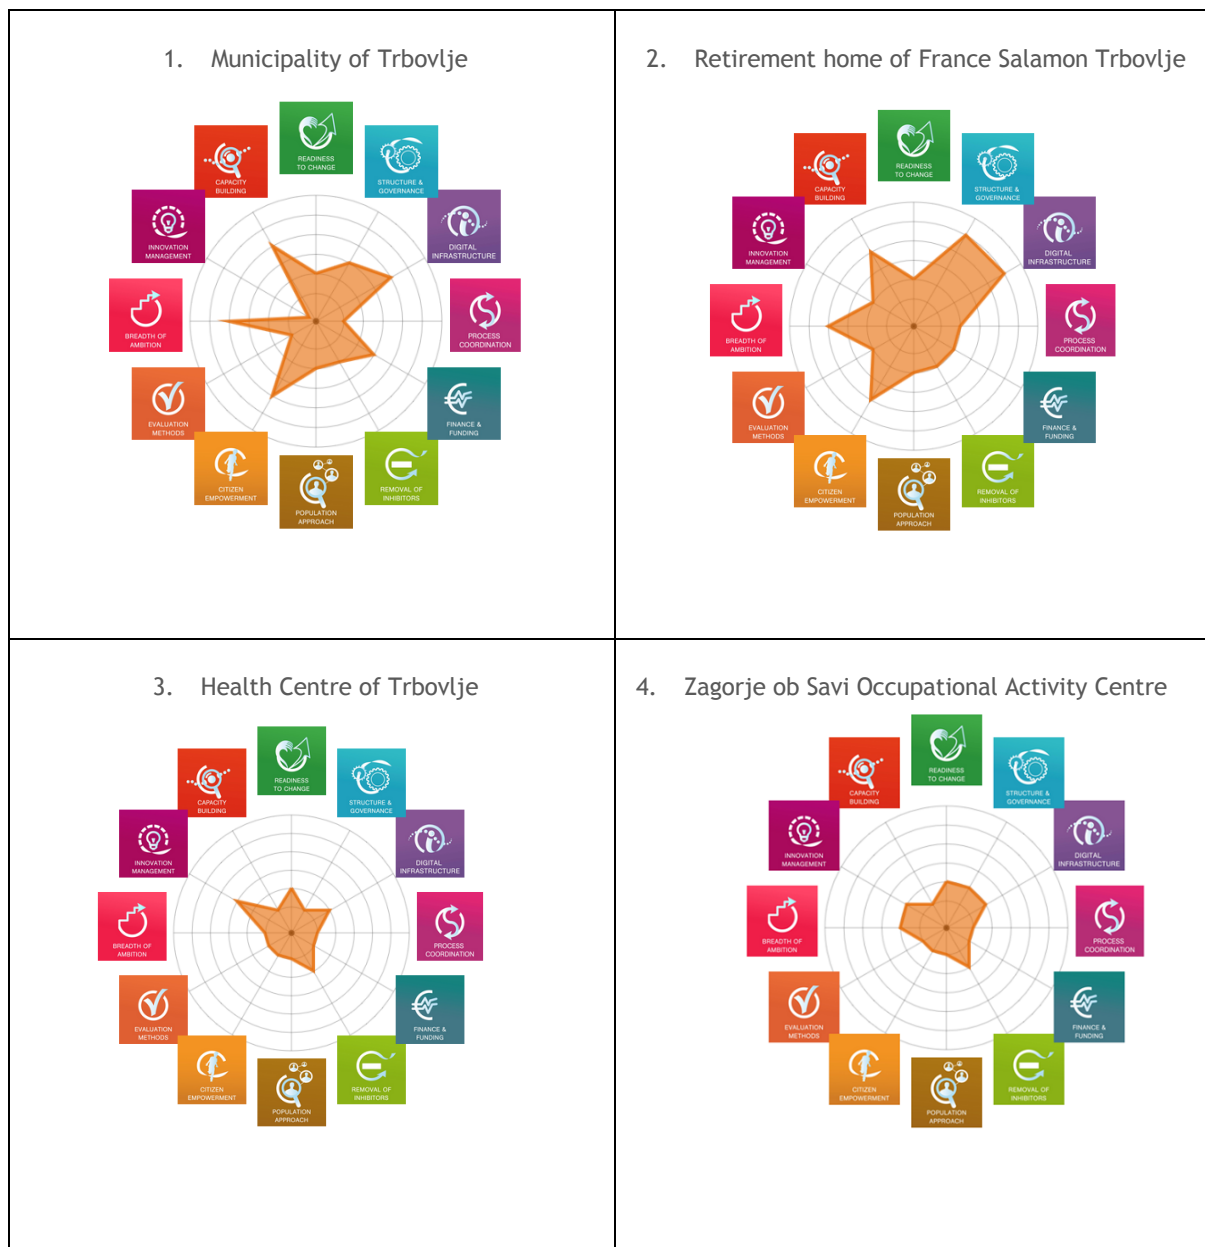 1. Municipality of Trbovlje
READINESS
TO CHANGE
STRUCTURE &
GOVERNANCE
DIGITAL
INFRASTRUCTURE
PROCESS
COORDINATION
FINANCE &
FUNDING
REMOVAL OF
INHIBITORS
POPULATION
APPROACH
CITIZEN
EMPOWERMENT
EVALUATION
METHODS
BREADTH OF
AMBITION
INNOVATION
MANAGEMENT
CAPACITY
BUILDING
2. Retirement home of France Salamon Trbovlje
READINESS
TO CHANGE
STRUCTURE &
GOVERNANCE
DIGITAL
INFRASTRUCTURE
PROCESS
COORDINATION
FINANCE &
FUNDING
REMOVAL OF
INHIBITORS
POPULATION
APPROACH
CITIZEN
EMPOWERMENT
EVALUATION
METHODS
BREADTH OF
AMBITION
INNOVATION
MANAGEMENT
CAPACITY
BUILDING
3. Health Centre of Trbovlje
READINESS
TO CHANGE
STRUCTURE &
GOVERNANCE
DIGITAL
INFRASTRUCTURE
PROCESS
COORDINATION
FINANCE &
FUNDING
REMOVAL OF
INHIBITORS
POPULATION
APPROACH
CITIZEN
EMPOWERMENT
EVALUATION
METHODS
BREADTH OF
AMBITION
INNOVATION
MANAGEMENT
CAPACITY
BUILDING
4. Zagorje ob Savi Occupational Activity Centre
READINESS
TO CHANGE
STRUCTURE &
GOVERNANCE
DIGITAL
INFRASTRUCTURE
PROCESS
COORDINATION
FINANCE &
FUNDING
REMOVAL OF
INHIBITORS
POPULATION
APPROACH
CITIZEN
EMPOWERMENT
EVALUATION
METHODS
BREADTH OF
AMBITION
INNOVATION
MANAGEMENT
CAPACITY
BUILDING